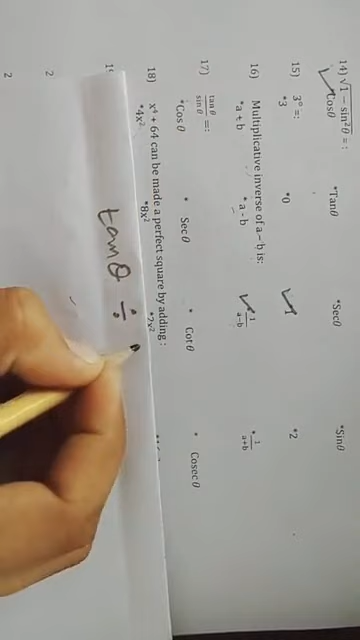 14) √1 − sin²θ = :
Cosθ *Tanθ *Secθ *Sinθ
15) 3⁰ =:
*3 *0 1 *2
16) Multiplicative inverse of a − b is:
*a + b *a - b 1/a−b *1/a+b
17) tan θ/sin θ =:
*Cos θ * Sec θ * Cot θ * Cosec θ
18) x⁴ + 64 can be made a perfect square by adding :
*4x² *8x² *2x²
tanθ ÷
2
2